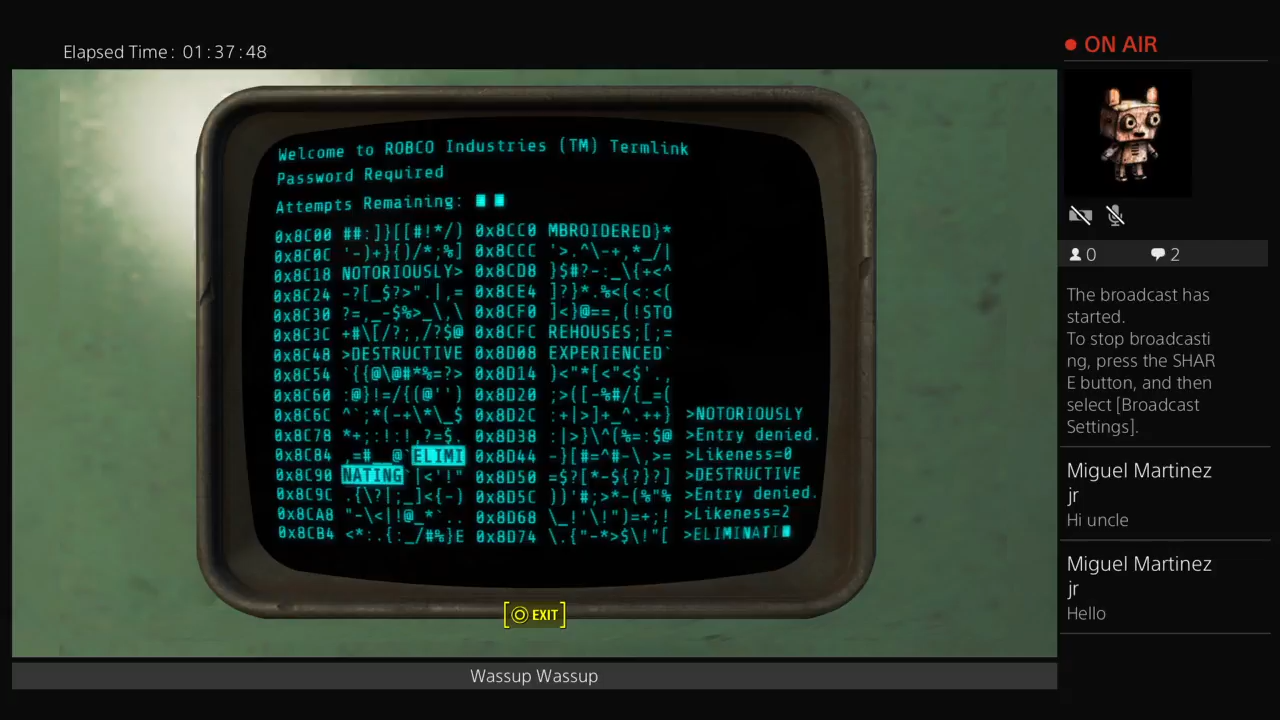 Elapsed Time: 01:37:48
ON AIR
Welcome to ROBCO Industries (TM) Termlink
Password Required
Attempts Remaining:
0x8C00 ##:]}[[#!*/) 0x8CC0 MBROIDERED}*
0x8C0C '-)+}{)/*;%] 0x8CCC '>.^\-+,*_/|
0x8C18 NOTORIOUSLY> 0x8CD8 }$#?-:_\{+<^
0x8C24 -?[_$?>".|,= 0x8CE4 ]?}*.%<(<:<(
0x8C30 ?=,_-$%>_\,\ 0x8CF0 ]<}@==,(!STO
0x8C3C +#\[/?;,/?$@ 0x8CFC REHOUSES;[;=
0x8C48 >DESTRUCTIVE 0x8D08 EXPERIENCED`
0x8C54 `{{@\@#*%=?> 0x8D14 )<"*[<"<$'.,
0x8C60 :@}!=/{(@'') 0x8D20 ;>([-%#/{_=(
0x8C6C ^`;*(-+\*\_$ 0x8D2C :+|>]+_^.++} >NOTORIOUSLY
0x8C78 *+;:!:!,?=$. 0x8D38 :|>}\^(%=:$@ >Entry denied.
0x8C84 ,=#__@`ELIMI 0x8D44 -}[#=^#-\,>= >Likeness=0
0x8C90 NATING`|<'!" 0x8D50 =$?[*-${?}?] >DESTRUCTIVE
0x8C9C .{\?|;_]<{-) 0x8D5C ))'#;>*-(%"% >Entry denied.
0x8CA8 "-\<|!@_*`.. 0x8D68 \_!'\!")=+;! >Likeness=2
0x8CB4 <*:.{:_/#%}E 0x8D74 \.{"-*>$\!"[ >ELIMINATI
EXIT
Wassup Wassup
0
2
The broadcast has
started.
To stop broadcasti
ng, press the SHAR
E button, and then
select [Broadcast
Settings].
Miguel Martinez
jr
Hi uncle
Miguel Martinez
jr
Hello